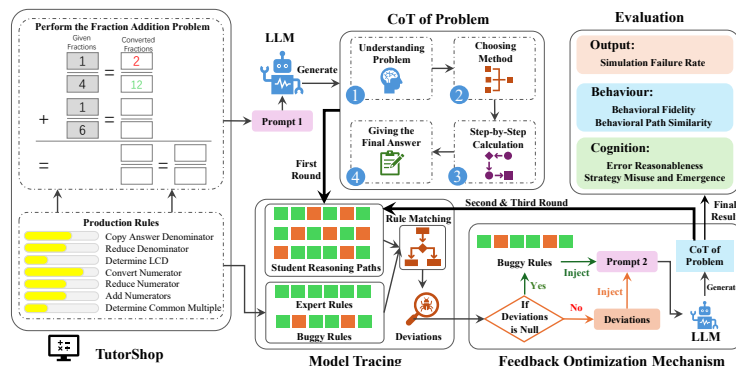 Perform the Fraction Addition Problem
Given
Fractions
Converted
Fractions
1
4
=
2
12
+
1
6
=
=
=
Production Rules
Copy Answer Denominator
Reduce Denominator
Determine LCD
Convert Numerator
Reduce Numerator
Add Numerators
Determine Common Multiple
TutorShop
LLM
Generate
Prompt 1
CoT of Problem
Understanding
Problem
1
Choosing
Method
2
Giving the
Final Answer
4
Step-by-Step
Calculation
3
First
Round
Second & Third Round
Student Reasoning Paths
Rule Matching
Expert Rules
Buggy Rules
Deviations
Model Tracing
Evaluation
Output:
Simulation Failure Rate
Behaviour:
Behavioral Fidelity
Behavioral Path Similarity
Cognition:
Error Reasonableness
Strategy Misuse and Emergence
Final
Result
Buggy Rules
Inject
Prompt 2
CoT of
Problem
Yes
Inject
Generate
If
Deviations
is Null
No
Deviations
LLM
Feedback Optimization Mechanism